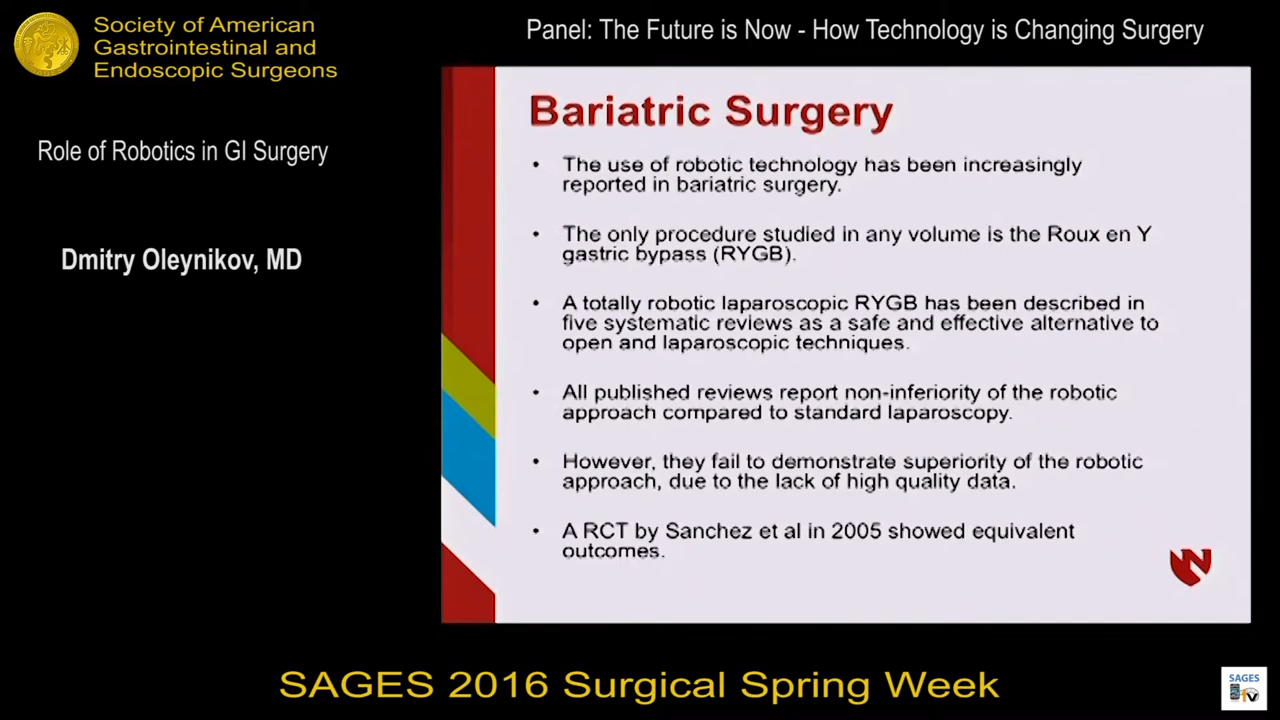 Society of American
Gastrointestinal and
Endoscopic Surgeons
Panel: The Future is Now - How Technology is Changing Surgery
Role of Robotics in GI Surgery
Dmitry Oleynikov, MD
Bariatric Surgery
• The use of robotic technology has been increasingly
reported in bariatric surgery.
• The only procedure studied in any volume is the Roux en Y
gastric bypass (RYGB).
• A totally robotic laparoscopic RYGB has been described in
five systematic reviews as a safe and effective alternative to
open and laparoscopic techniques.
• All published reviews report non-inferiority of the robotic
approach compared to standard laparoscopy.
• However, they fail to demonstrate superiority of the robotic
approach, due to the lack of high quality data.
• A RCT by Sanchez et al in 2005 showed equivalent
outcomes.
N
SAGES 2016 Surgical Spring Week
SAGES
tv